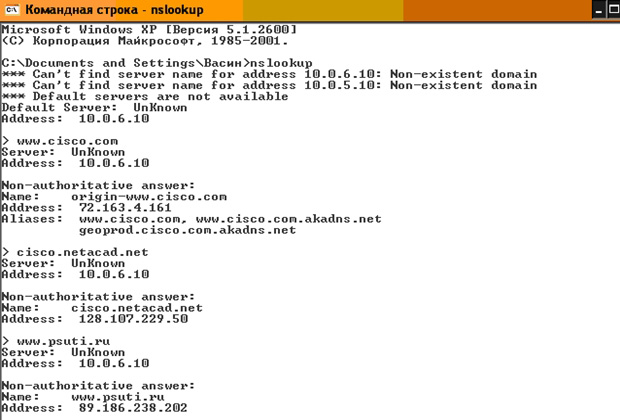 Командная строка - nslookup
Microsoft Windows XP [Версия 5.1.2600]
(C) Корпорация Майкрософт, 1985-2001.
C:\Documents and Settings\Васин>nslookup
*** Can't find server name for address 10.0.6.10: Non-existent domain
*** Can't find server name for address 10.0.5.10: Non-existent domain
*** Default servers are not available
Default Server:  UnKnown
Address:  10.0.6.10
> www.cisco.com
Server:  UnKnown
Address:  10.0.6.10
Non-authoritative answer:
Name:    origin-www.cisco.com
Address:  72.163.4.161
Aliases:  www.cisco.com, www.cisco.com.akadns.net
geoprod.cisco.com.akadns.net
> cisco.netacad.net
Server:  UnKnown
Address:  10.0.6.10
Non-authoritative answer:
Name:    cisco.netacad.net
Address:  128.107.229.50
> www.psuti.ru
Server:  UnKnown
Address:  10.0.6.10
Non-authoritative answer:
Name:    www.psuti.ru
Address:  89.186.238.202